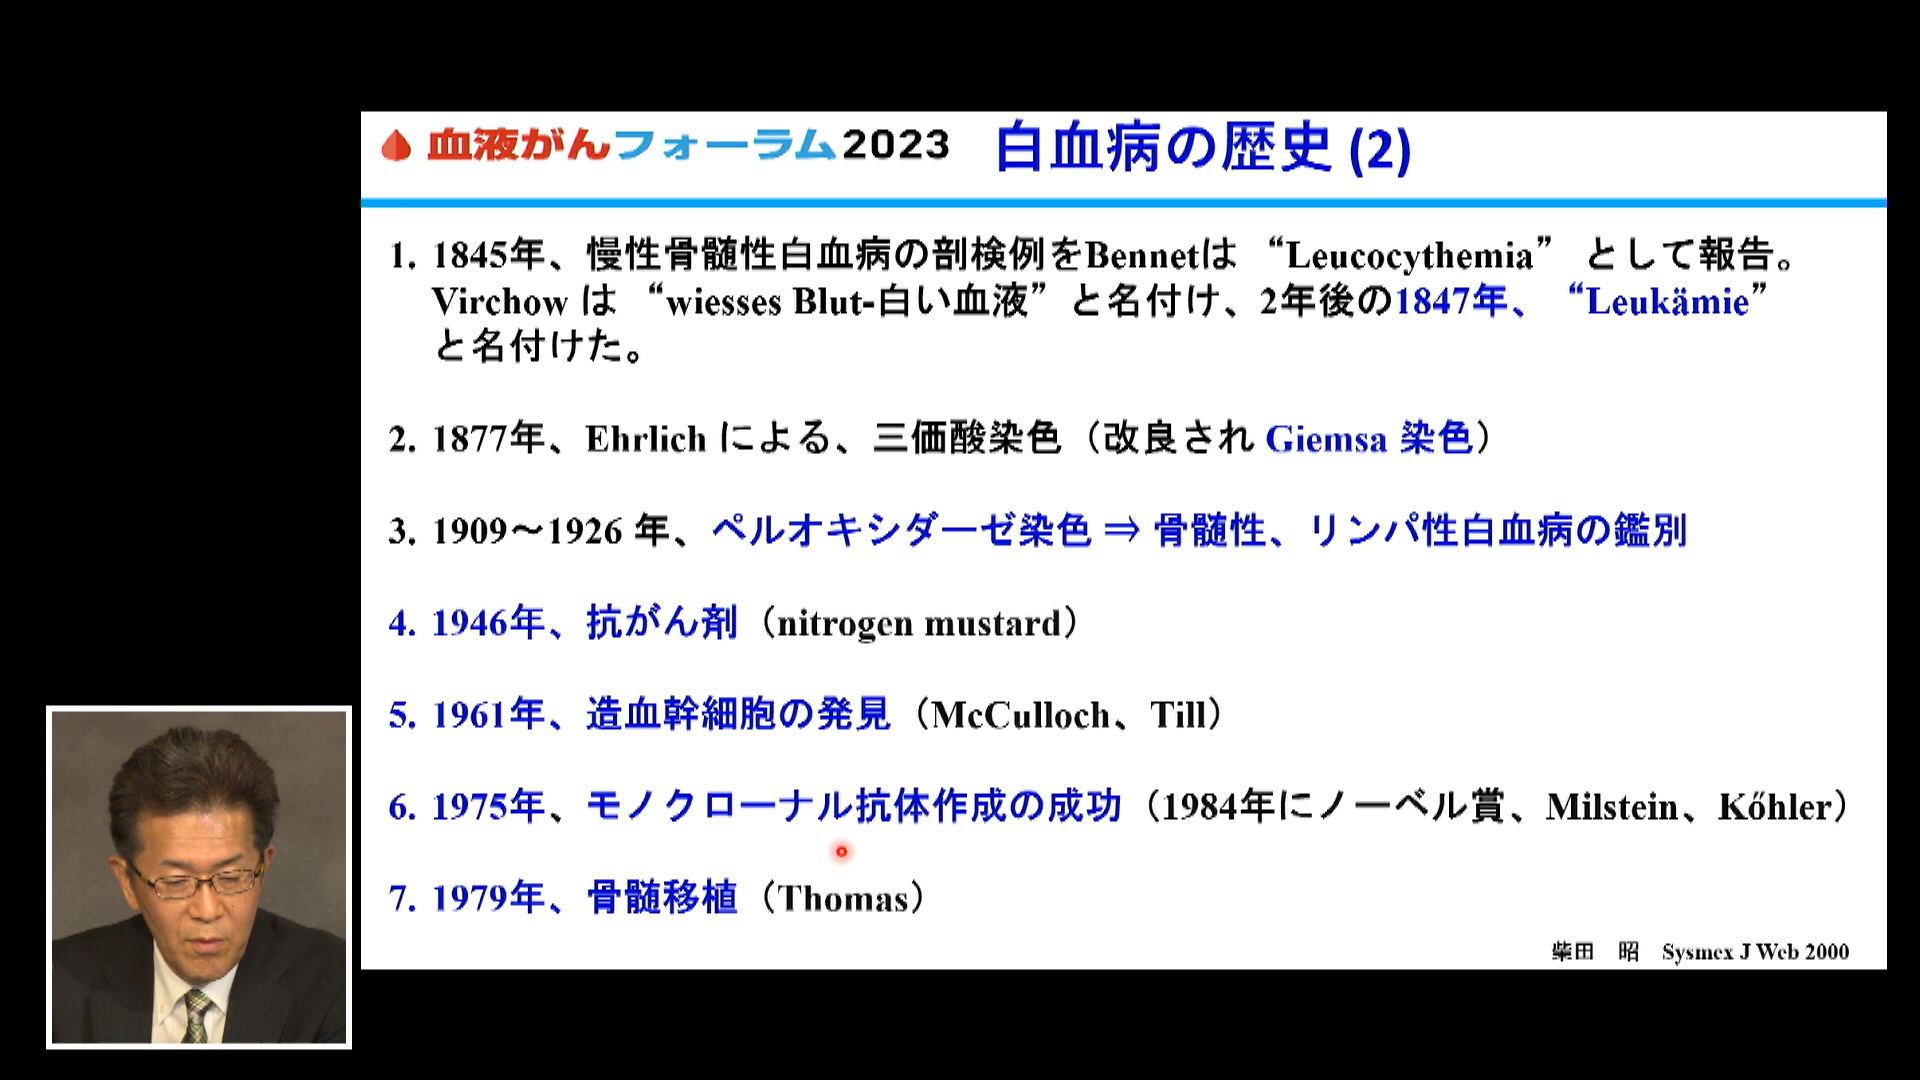 血液がんフォーラム2023 白血病の歴史 (2)
1. 1845年、慢性骨髄性白血病の剖検例をBennetは “Leucocythemia” として報告。
Virchow は “wiesses Blut-白い血液” と名付け、2年後の1847年、 “Leukämie”
と名付けた。
2. 1877年、Ehrlich による、三価酸染色（改良され Giemsa 染色）
3. 1909～1926 年、ペルオキシダーゼ染色 ⇒ 骨髄性、リンパ性白血病の鑑別
4. 1946年、抗がん剤（nitrogen mustard）
5. 1961年、造血幹細胞の発見（McCulloch、Till）
6. 1975年、モノクローナル抗体作成の成功（1984年にノーベル賞、Milstein、Kőhler）
7. 1979年、骨髄移植（Thomas）
柴田 昭 Sysmex J Web 2000